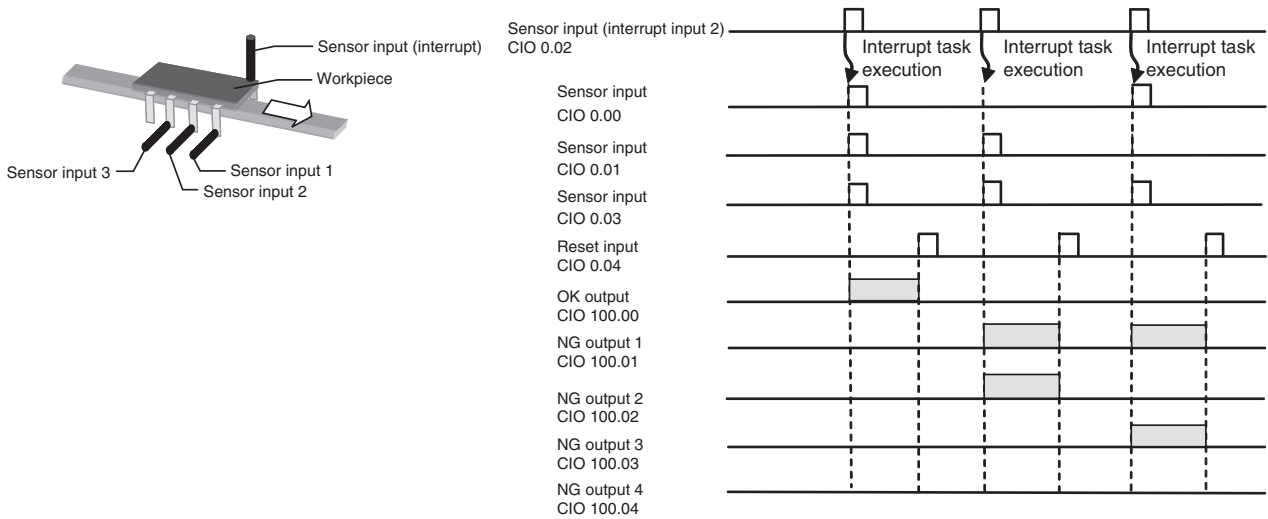 Sensor input (interrupt)
Workpiece
Sensor input 1
Sensor input 2
Sensor input 3
Sensor input (interrupt input 2)
CIO 0.02
Interrupt task
execution
Interrupt task
execution
Interrupt task
execution
Sensor input
CIO 0.00
Sensor input
CIO 0.01
Sensor input
CIO 0.03
Reset input
CIO 0.04
OK output
CIO 100.00
NG output 1
CIO 100.01
NG output 2
CIO 100.02
NG output 3
CIO 100.03
NG output 4
CIO 100.04